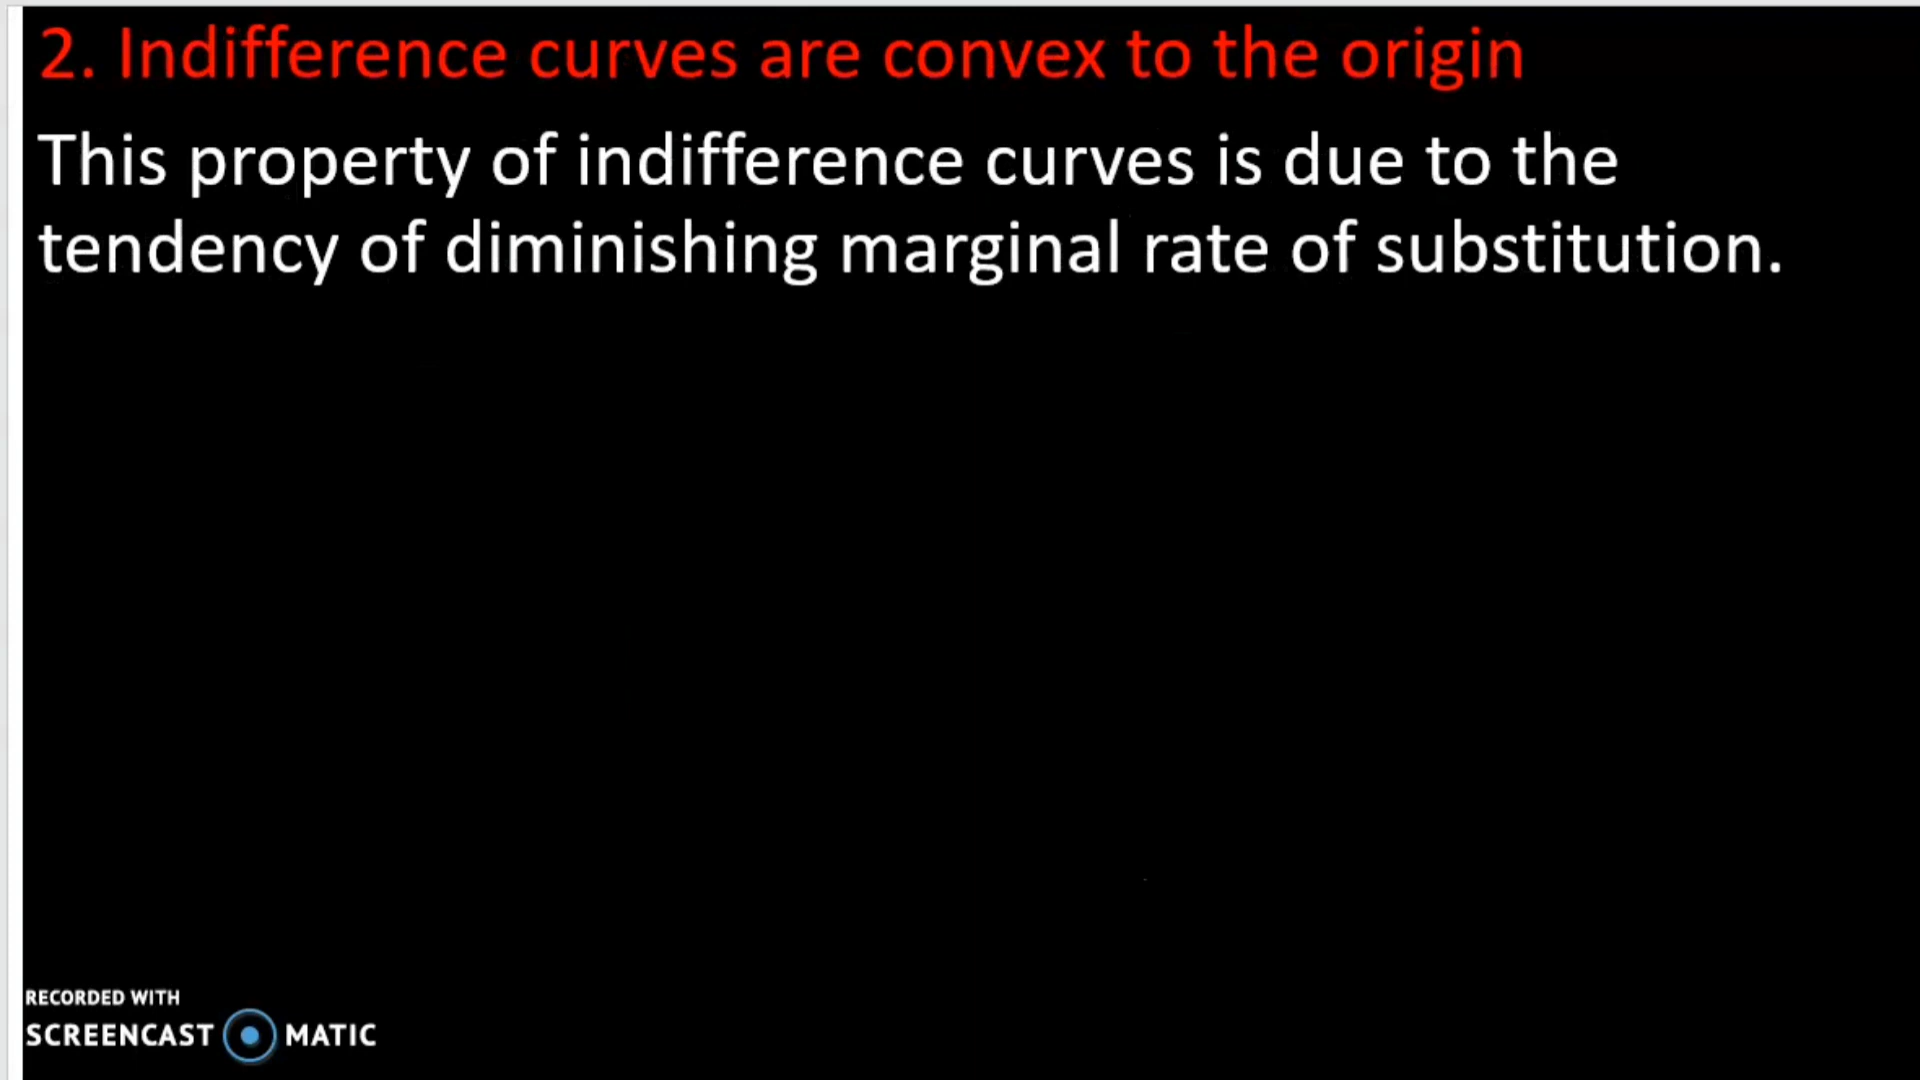 2. Indifference curves are convex to the origin
This property of indifference curves is due to the
tendency of diminishing marginal rate of substitution.
RECORDED WITH
SCREENCAST MATIC